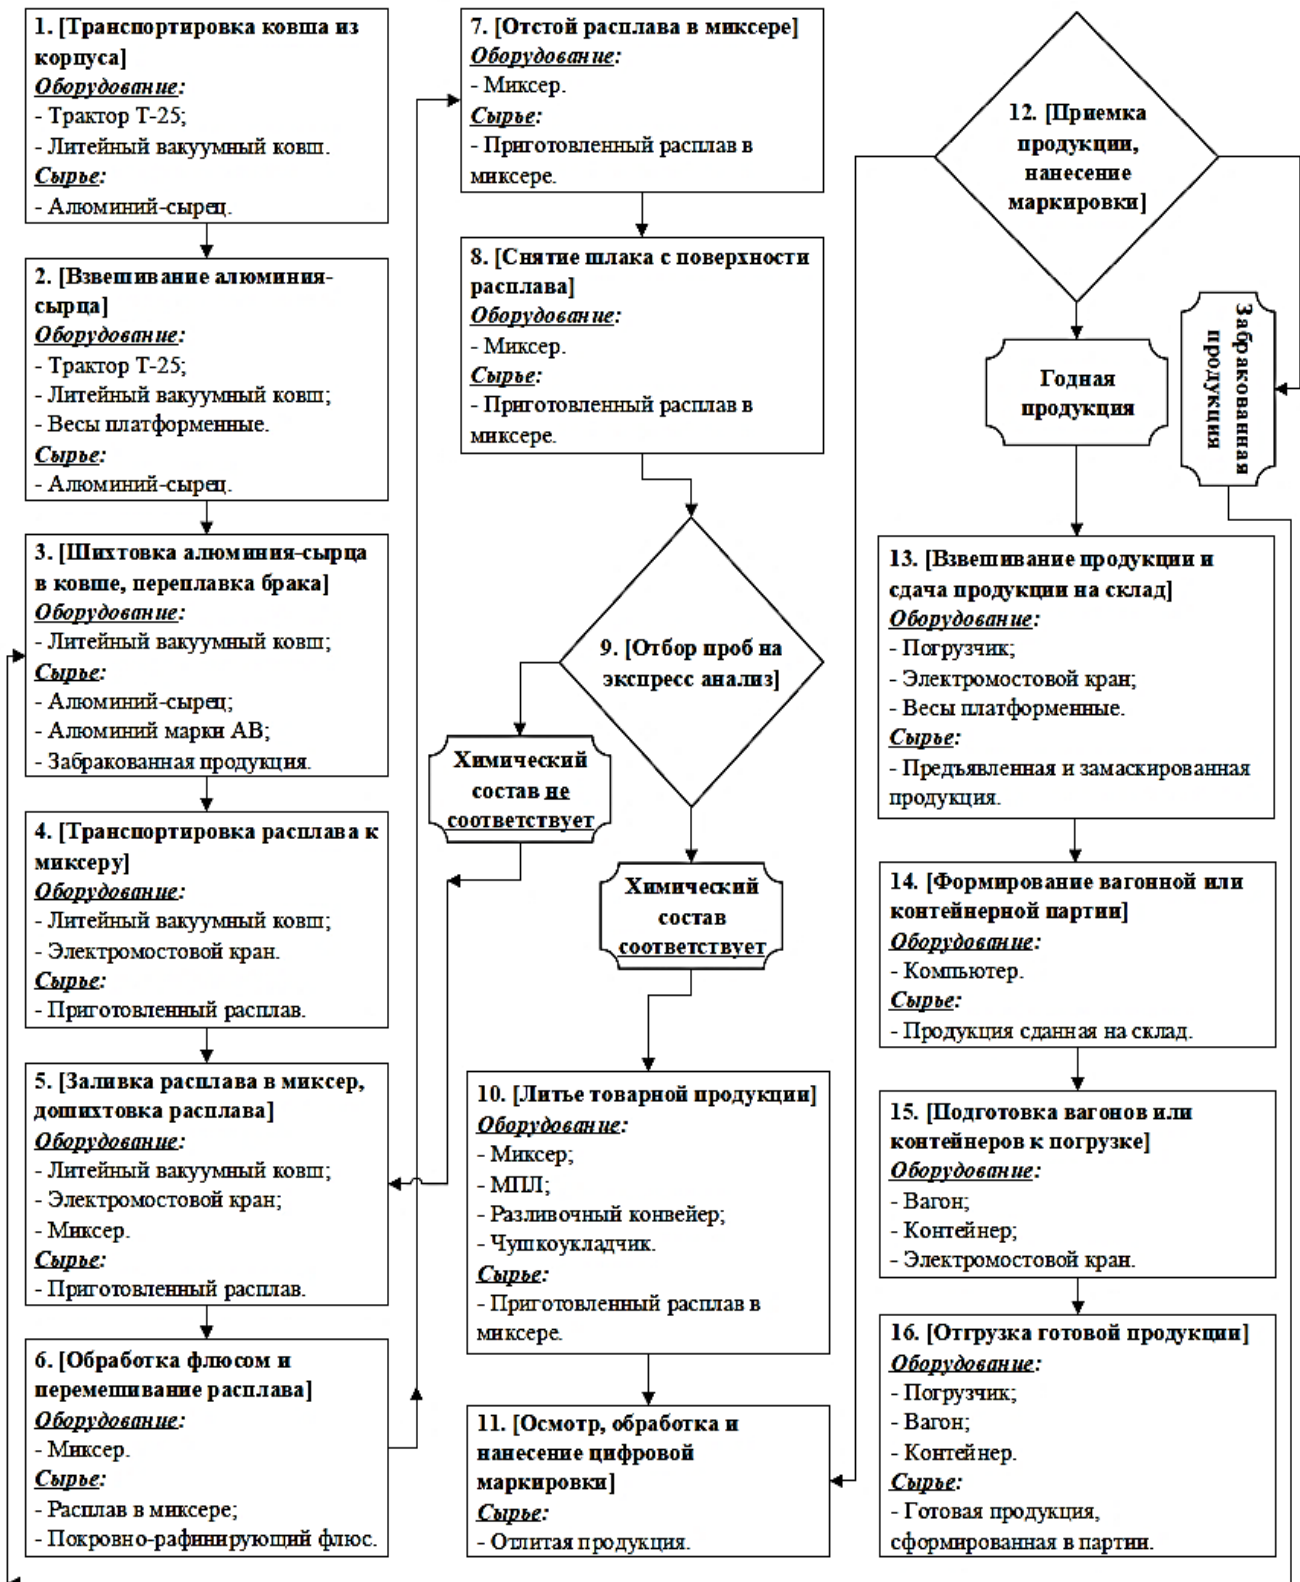 1. [Транспортировка ковша из
корпуса]
Оборудование:
- Трактор Т-25;
- Литейный вакуумный ковш.
Сырье:
- Алюминий-сырец.
2. [Взвешивание алюминия-
сырца]
Оборудование:
- Трактор Т-25;
- Литейный вакуумный ковш;
- Весы платформенные.
Сырье:
- Алюминий-сырец.
3. [Шихтовка алюминия-сырца
в ковше, переплавка брака]
Оборудование:
- Литейный вакуумный ковш;
Сырье:
- Алюминий-сырец;
- Алюминий марки АВ;
- Забракованная продукция.
4. [Транспортировка расплава к
миксеру]
Оборудование:
- Литейный вакуумный ковш;
- Электромостовой кран.
Сырье:
- Приготовленный расплав.
5. [Заливка расплава в миксер,
дошихтовка расплава]
Оборудование:
- Литейный вакуумный ковш;
- Электромостовой кран;
- Миксер.
Сырье:
- Приготовленный расплав.
6. [Обработка флюсом и
перемешивание расплава]
Оборудование:
- Миксер.
Сырье:
- Расплав в миксере;
- Покровно-рафинирующий флюс.
7. [Отстой расплава в миксере]
Оборудование:
- Миксер.
Сырье:
- Приготовленный расплав в
миксере.
8. [Снятие шлака с поверхности
расплава]
Оборудование:
- Миксер.
Сырье:
- Приготовленный расплав в
миксере.
9. [Отбор проб на
экспресс анализ]
Химический
состав не
соответствует
Химический
состав
соответствует
10. [Литье товарной продукции]
Оборудование:
- Миксер;
- МПЛ;
- Разливочный конвейер;
- Чушкоукладчик.
Сырье:
- Приготовленный расплав в
миксере.
11. [Осмотр, обработка и
нанесение цифровой
маркировки]
Сырье:
- Отлитая продукция.
12. [Приемка
продукции,
нанесение
маркировки]
Годная
продукция
Забракованная
продукция
13. [Взвешивание продукции и
сдача продукции на склад]
Оборудование:
- Погрузчик;
- Электромостовой кран;
- Весы платформенные.
Сырье:
- Предъявленная и замаскированная
продукция.
14. [Формирование вагонной или
контейнерной партии]
Оборудование:
- Компьютер.
Сырье:
- Продукция сданная на склад.
15. [Подготовка вагонов или
контейнеров к погрузке]
Оборудование:
- Вагон;
- Контейнер;
- Электромостовой кран.
16. [Отгрузка готовой продукции]
Оборудование:
- Погрузчик;
- Вагон;
- Контейнер.
Сырье:
- Готовая продукция,
сформированная в партии.